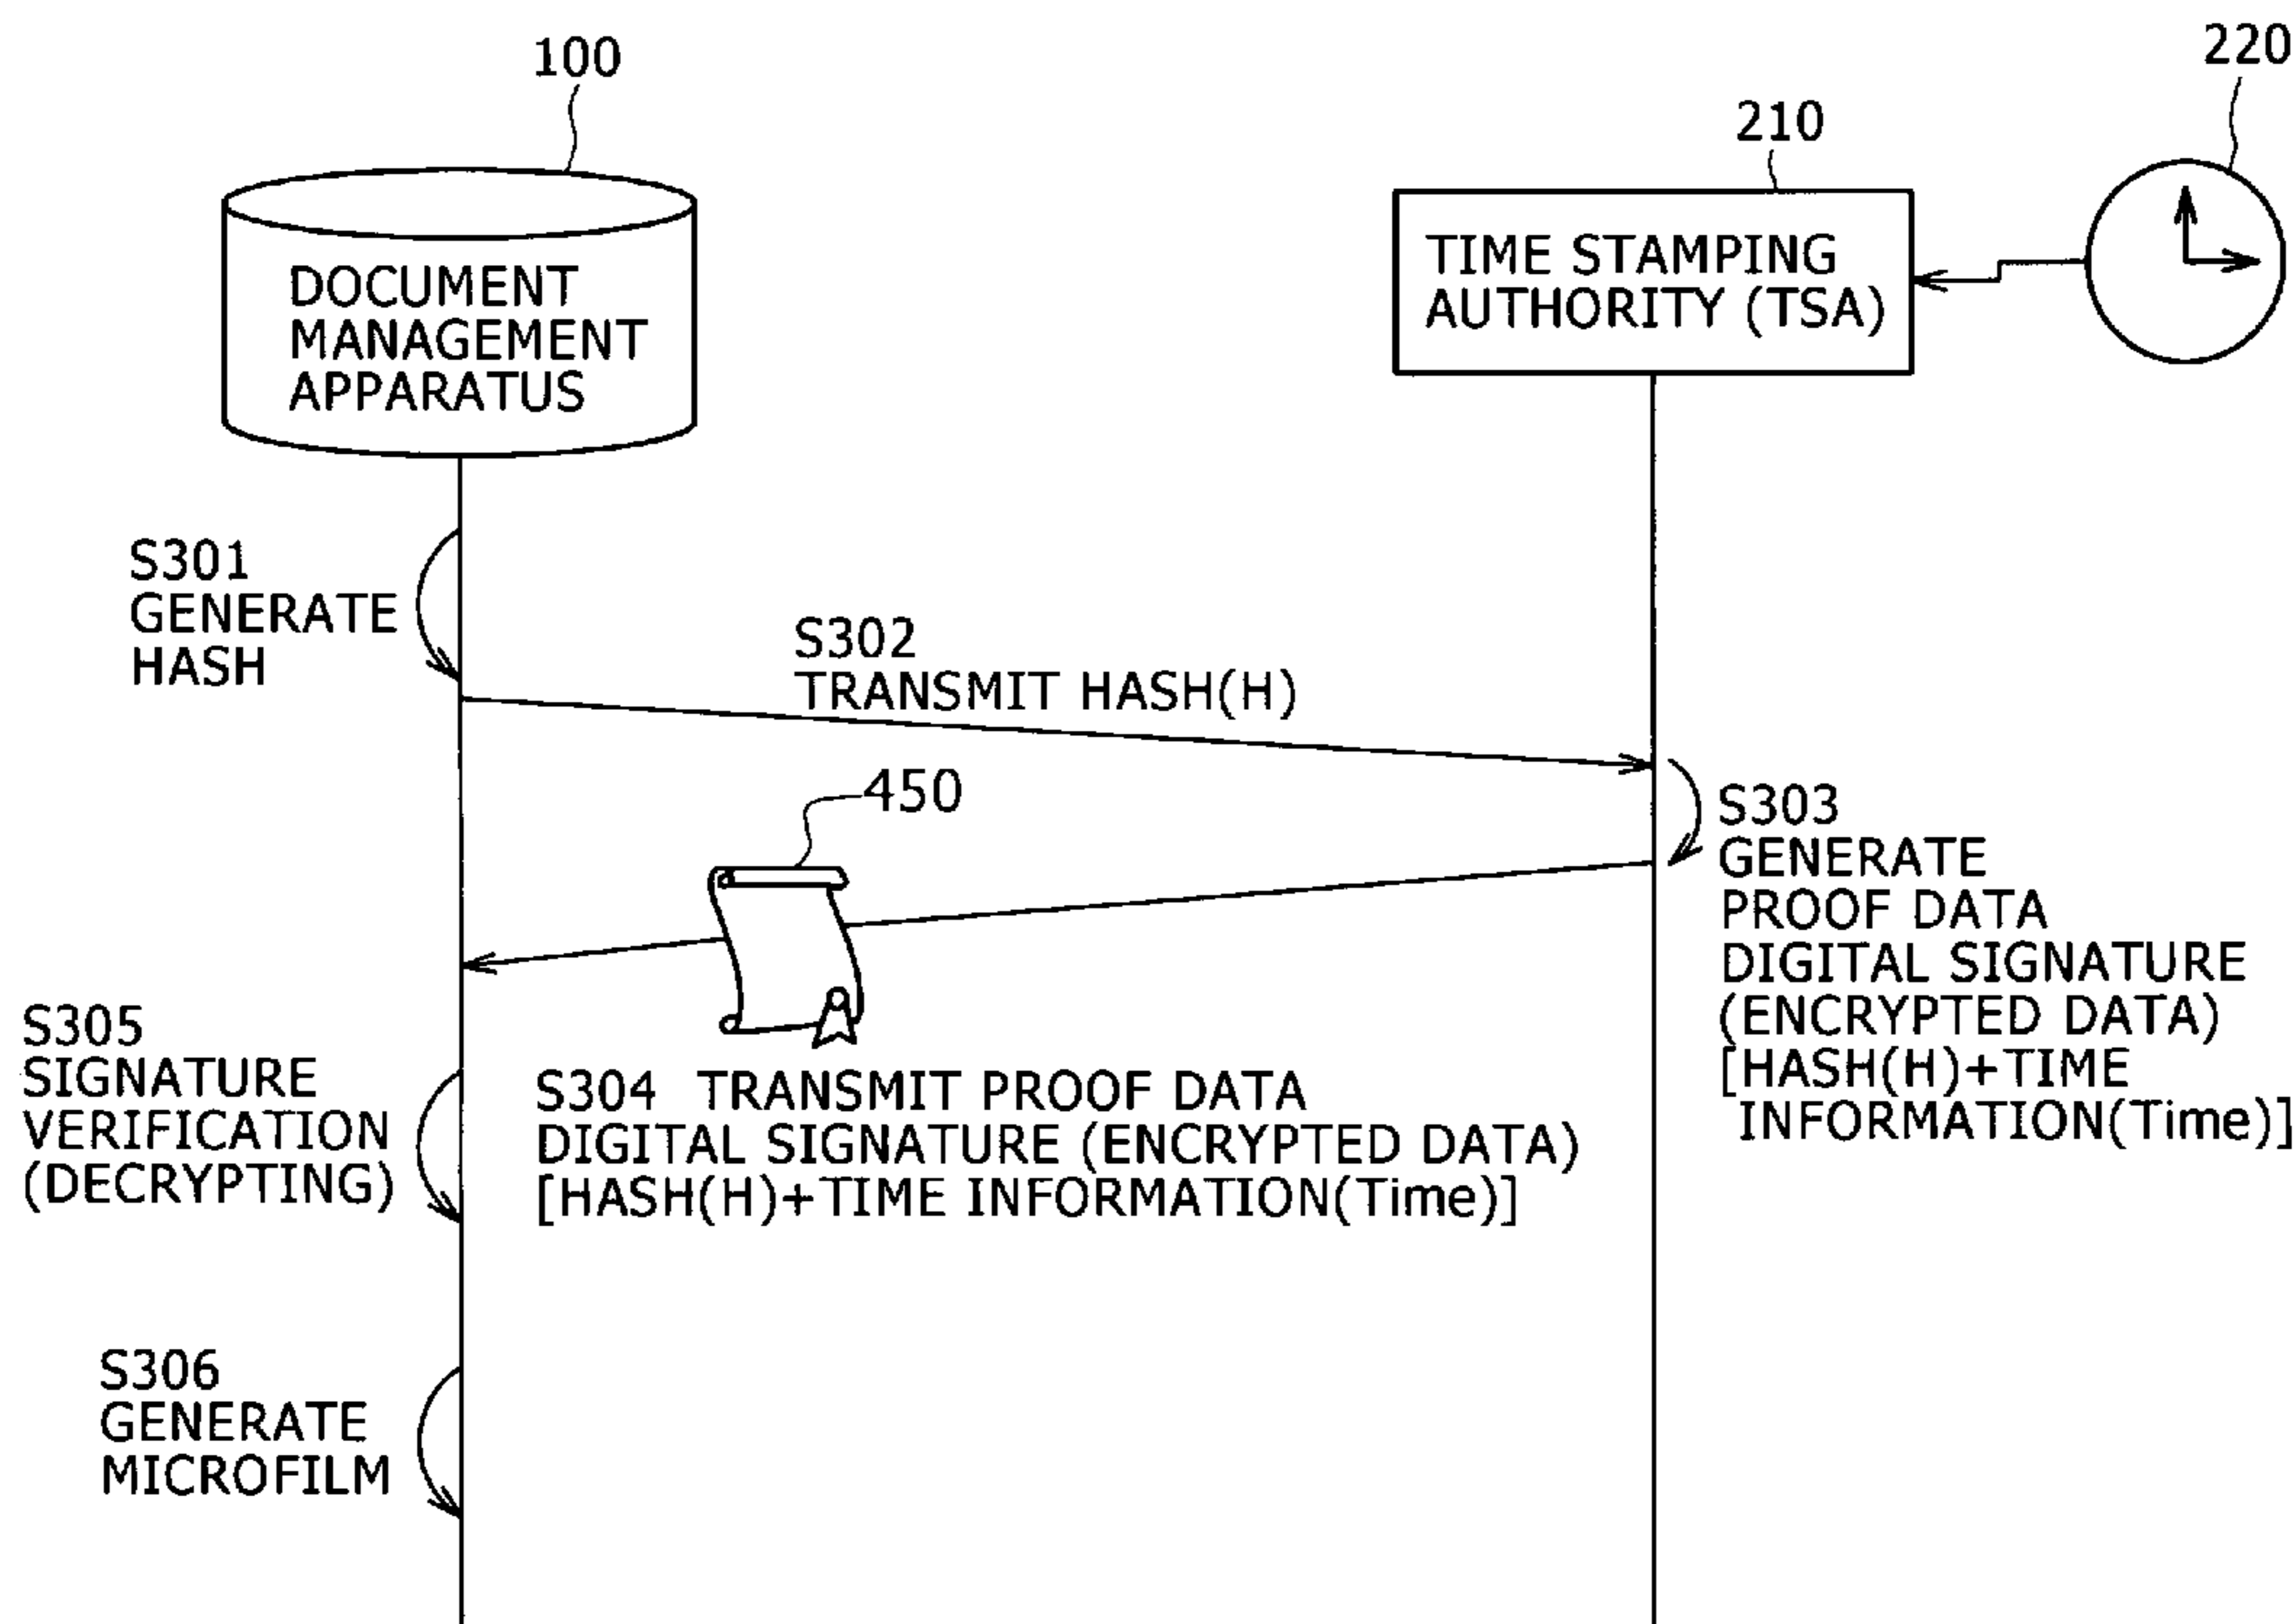 100
220
210
DOCUMENT
MANAGEMENT
APPARATUS
TIME STAMPING
AUTHORITY (TSA)
S301
GENERATE
HASH
S302
TRANSMIT HASH(H)
450
S303
GENERATE
PROOF DATA
DIGITAL SIGNATURE
(ENCRYPTED DATA)
[HASH(H)+TIME
INFORMATION(Time)]
S305
SIGNATURE
VERIFICATION
(DECRYPTING)
S304 TRANSMIT PROOF DATA
DIGITAL SIGNATURE (ENCRYPTED DATA)
[HASH(H)+TIME INFORMATION(Time)]
S306
GENERATE
MICROFILM